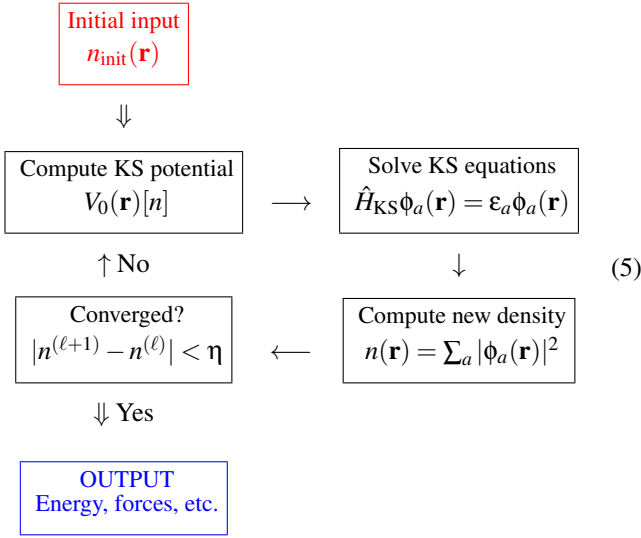 Initial input
n_init(𝐫)
⇓
Compute KS potential
V₀(𝐫)[n]
⟶
Solve KS equations
Ĥ_KS ϕ_a(𝐫) = ε_a ϕ_a(𝐫)
↑ No
↓
(5)
Converged?
|n^(ℓ+1) − n^(ℓ)| < η
⟵
Compute new density
n(𝐫) = ∑_a |ϕ_a(𝐫)|²
⇓ Yes
OUTPUT
Energy, forces, etc.